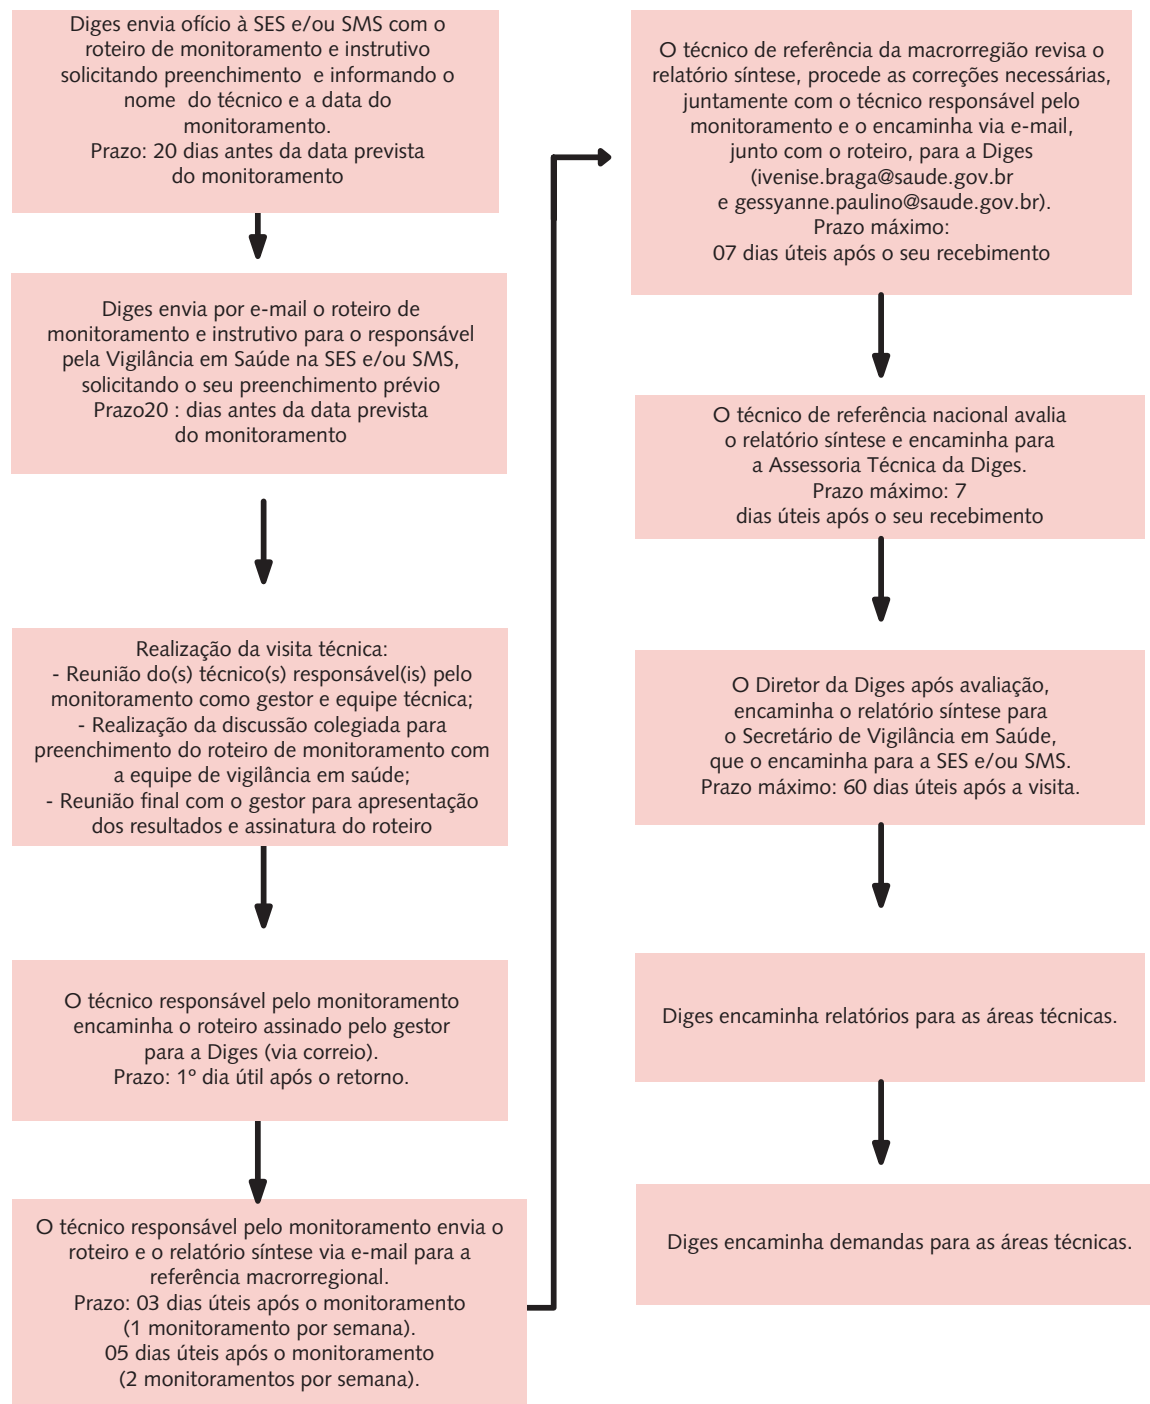 Diges envia ofício à SES e/ou SMS com o
roteiro de monitoramento e instrutivo
solicitando preenchimento e informando o
nome do técnico e a data do
monitoramento.
Prazo: 20 dias antes da data prevista
do monitoramento
Diges envia por e-mail o roteiro de
monitoramento e instrutivo para o responsável
pela Vigilância em Saúde na SES e/ou SMS,
solicitando o seu preenchimento prévio
Prazo20 : dias antes da data prevista
do monitoramento
Realização da visita técnica:
- Reunião do(s) técnico(s) responsável(is) pelo
monitoramento como gestor e equipe técnica;
- Realização da discussão colegiada para
preenchimento do roteiro de monitoramento com
a equipe de vigilância em saúde;
- Reunião final com o gestor para apresentação
dos resultados e assinatura do roteiro
O técnico responsável pelo monitoramento
encaminha o roteiro assinado pelo gestor
para a Diges (via correio).
Prazo: 1º dia útil após o retorno.
O técnico responsável pelo monitoramento envia o
roteiro e o relatório síntese via e-mail para a
referência macrorregional.
Prazo: 03 dias úteis após o monitoramento
(1 monitoramento por semana).
05 dias úteis após o monitoramento
(2 monitoramentos por semana).
O técnico de referência da macrorregião revisa o
relatório síntese, procede as correções necessárias,
juntamente com o técnico responsável pelo
monitoramento e o encaminha via e-mail,
junto com o roteiro, para a Diges
(ivenise.braga@saude.gov.br
e gessyanne.paulino@saude.gov.br).
Prazo máximo:
07 dias úteis após o seu recebimento
O técnico de referência nacional avalia
o relatório síntese e encaminha para
a Assessoria Técnica da Diges.
Prazo máximo: 7
dias úteis após o seu recebimento
O Diretor da Diges após avaliação,
encaminha o relatório síntese para
o Secretário de Vigilância em Saúde,
que o encaminha para a SES e/ou SMS.
Prazo máximo: 60 dias úteis após a visita.
Diges encaminha relatórios para as áreas técnicas.
Diges encaminha demandas para as áreas técnicas.